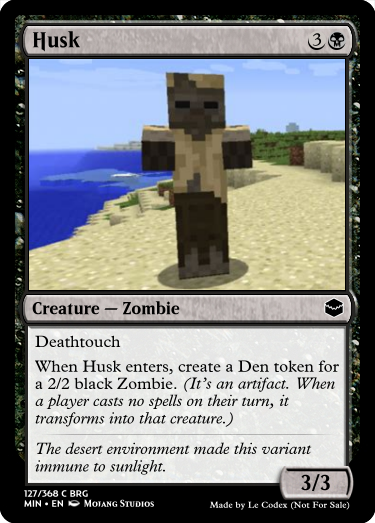 Husk 3
Creature — Zombie
Deathtouch
When Husk enters, create a Den token for
a 2/2 black Zombie. (It's an artifact. When
a player casts no spells on their turn, it
transforms into that creature.)
The desert environment made this variant
immune to sunlight.
3/3
127/368 C BRG
MIN • EN Mojang Studios
Made by Le Codex (Not For Sale)